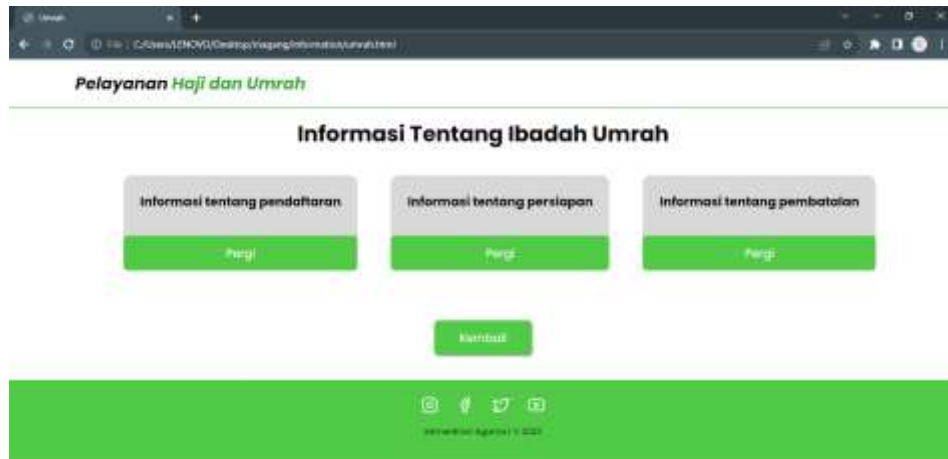 Umrah
Pelayanan Haji dan Umrah
Informasi Tentang Ibadah Umrah
Informasi tentang pendaftaran
Informasi tentang persiapan
Informasi tentang pembatalan
Pergi
Pergi
Pergi
Kembali